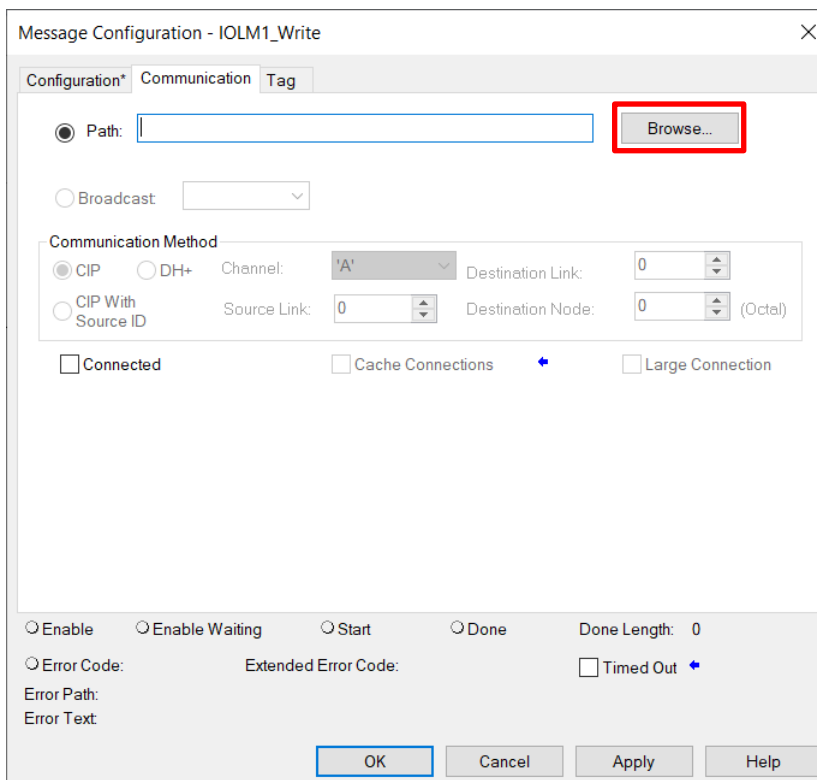 Message Configuration - IOLM1_Write
Configuration* Communication Tag
Path: Browse...
Broadcast:
Communication Method
CIP DH+ Channel: 'A' Destination Link: 0
CIP With Source ID Source Link: 0 Destination Node: 0 (Octal)
Connected Cache Connections Large Connection
Enable Enable Waiting Start Done Done Length: 0
Error Code: Extended Error Code: Timed Out
Error Path:
Error Text:
OK Cancel Apply Help